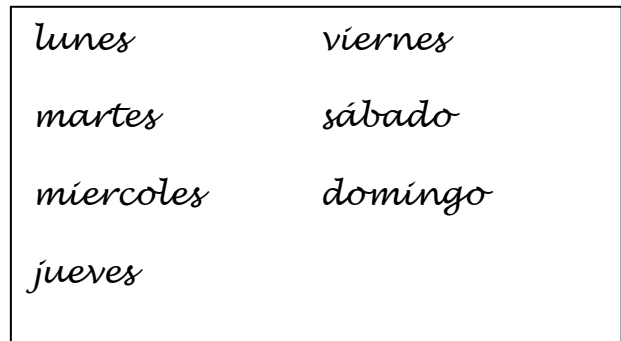 lunes
martes
miercoles
jueves
viernes
sábado
domingo